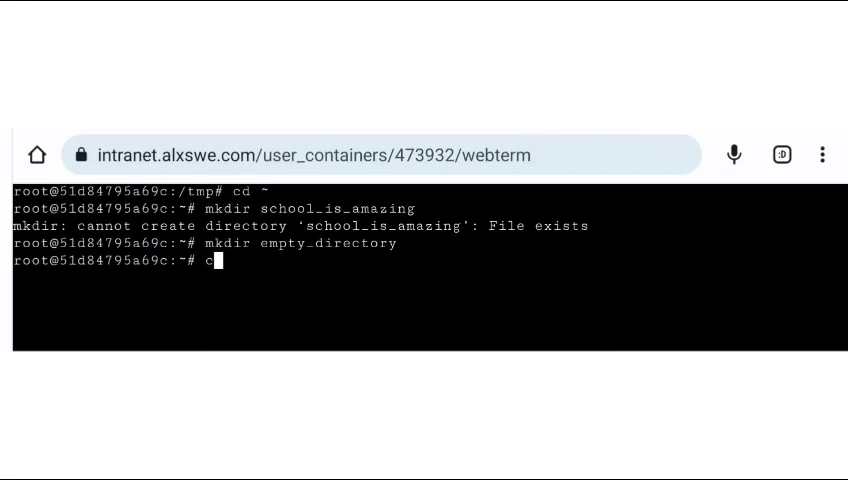 intranet.alxswe.com/user_containers/473932/webterm
:D
root@51d84795a69c:/tmp# cd ~
root@51d84795a69c:~# mkdir school_is_amazing
mkdir: cannot create directory ‘school_is_amazing’: File exists
root@51d84795a69c:~# mkdir empty_directory
root@51d84795a69c:~# c